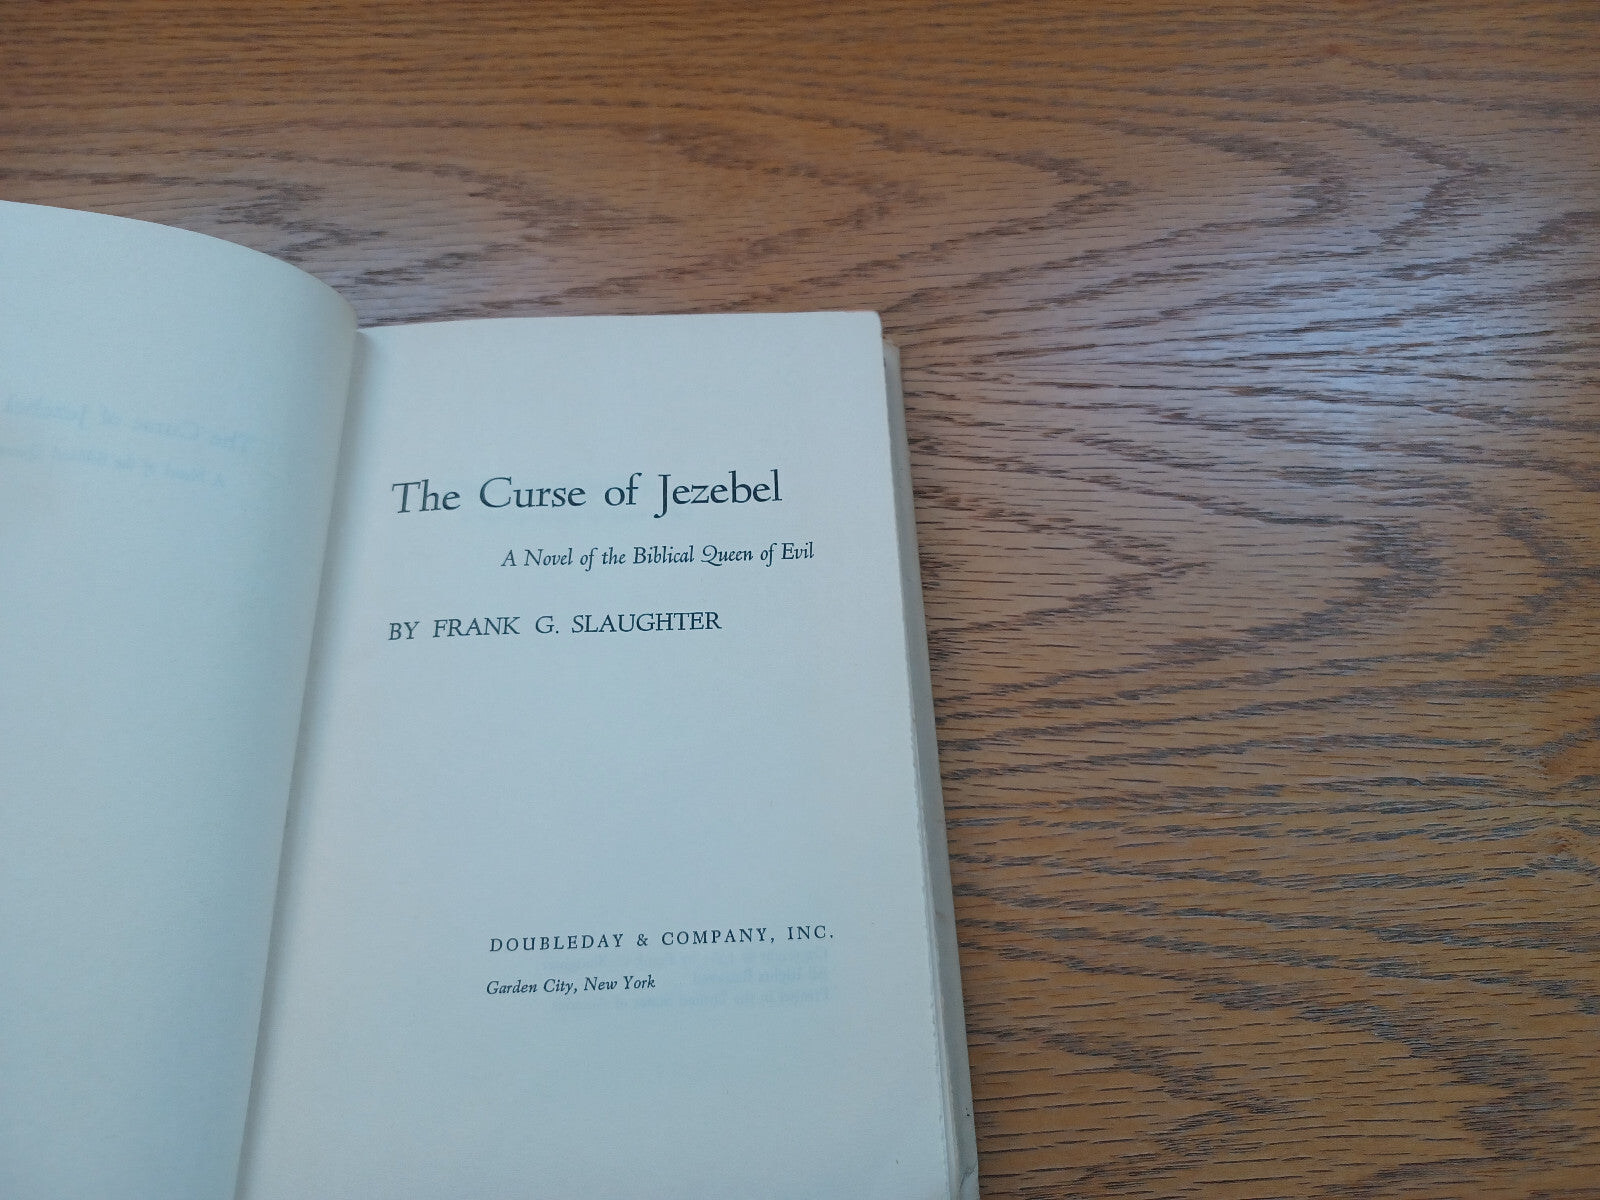 The Curse of Jezebel
A Novel of the Biblical Queen of Evil
BY FRANK G. SLAUGHTER
DOUBLEDAY & COMPANY, INC.
Garden City, New York